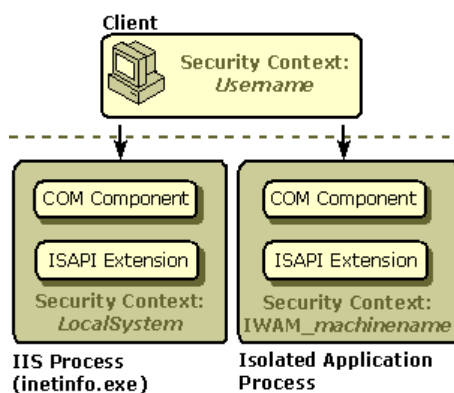 Client
Security Context:
Username
COM Component
ISAPI Extension
Security Context:
LocalSystem
IIS Process
(inetinfo.exe)
COM Component
ISAPI Extension
Security Context:
IWAM_machinename
Isolated Application
Process